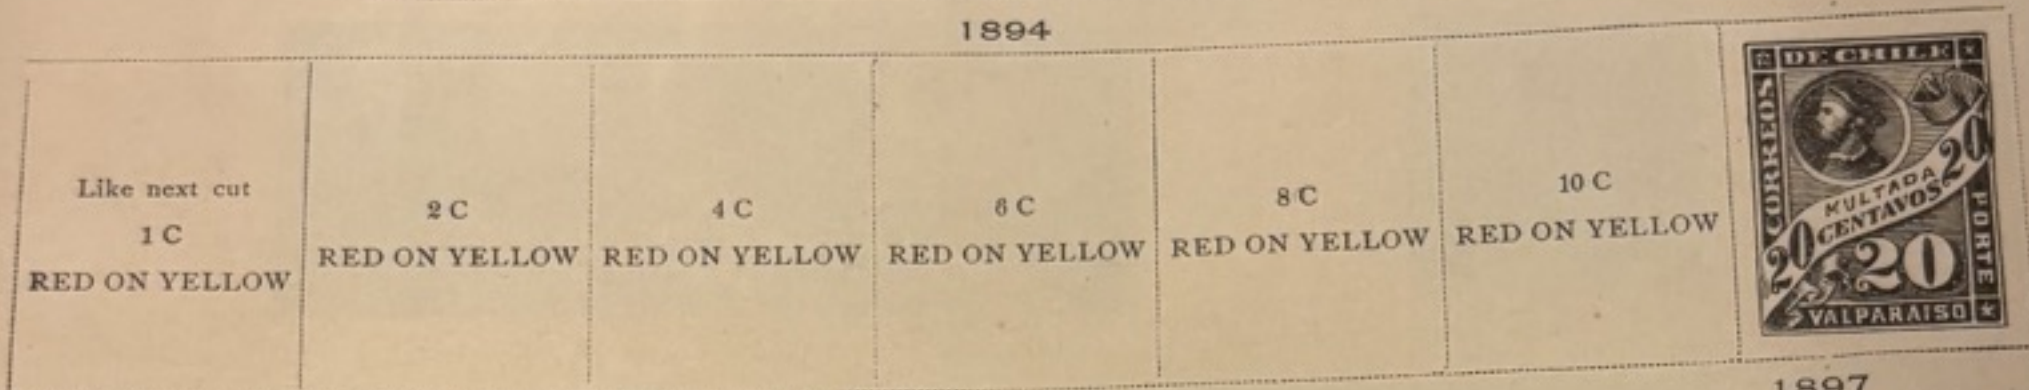 1894
Like next cut
1 C
RED ON YELLOW
2 C
RED ON YELLOW
4 C
RED ON YELLOW
6 C
RED ON YELLOW
8 C
RED ON YELLOW
10 C
RED ON YELLOW
DE CHILE
CORREOS
PORTE
MULTADA
20 CENTAVOS 20
20
VALPARAISO
1897